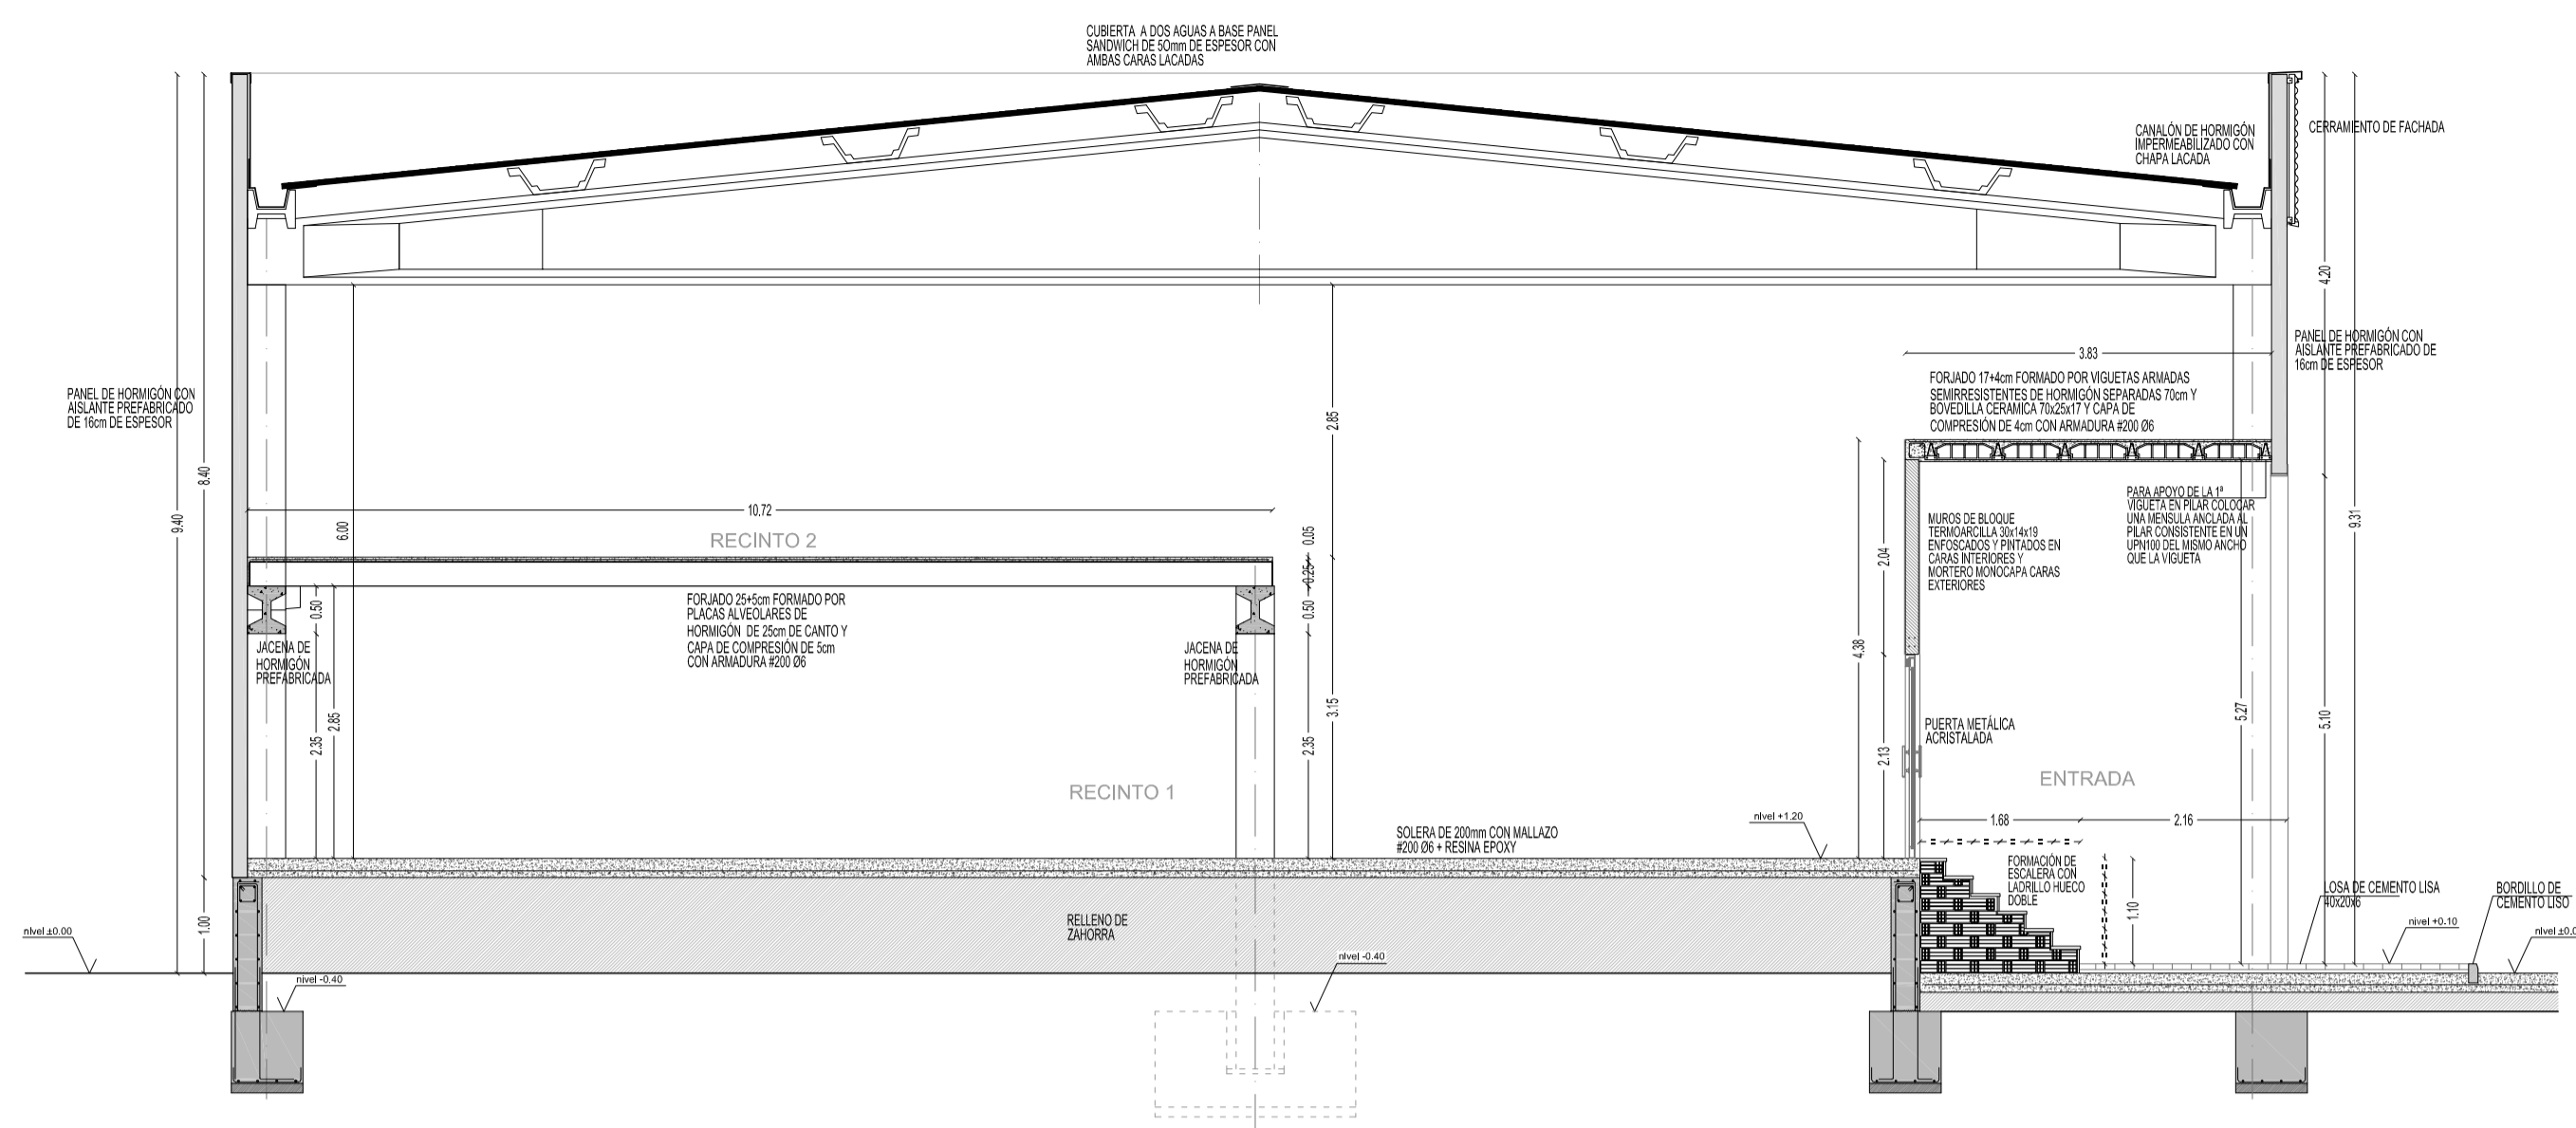 CUBIERTA A DOS AGUAS A BASE PANEL
SANDWICH DE 50mm DE ESPESOR CON
AMBAS CARAS LACADAS
CANALÓN DE HORMIGÓN
IMPERMEABILIZADO CON
CHAPA LACADA
CERRAMIENTO DE FACHADA
4.20
9.31
PANEL DE HORMIGÓN CON
AISLANTE PREFABRICADO DE
16cm DE ESPESOR
3.83
FORJADO 17+4cm FORMADO POR VIGUETAS ARMADAS
SEMIRRESISTENTES DE HORMIGÓN SEPARADAS 70cm Y
BOVEDILLA CERAMICA 70x25x17 Y CAPA DE
COMPRESIÓN DE 4cm CON ARMADURA #200 Ø6
PANEL DE HORMIGÓN CON
AISLANTE PREFABRICADO
DE 16cm DE ESPESOR
9.40
8.40
6.00
2.85
10.72
RECINTO 2
0.05
0.25
0.50
0.50
FORJADO 25+5cm FORMADO POR
PLACAS ALVEOLARES DE
HORMIGÓN DE 25cm DE CANTO Y
CAPA DE COMPRESIÓN DE 5cm
CON ARMADURA #200 Ø6
JACENA DE
HORMIGÓN
PREFABRICADA
JACENA DE
HORMIGÓN
PREFABRICADA
2.35
2.85
2.35
3.15
RECINTO 1
4.38
2.04
2.13
MUROS DE BLOQUE
TERMOARCILLA 30x14x19
ENFOSCADOS Y PINTADOS EN
CARAS INTERIORES Y
MORTERO MONOCAPA CARAS
EXTERIORES
PARA APOYO DE LA 1ª
VIGUETA EN PILAR COLOCAR
UNA MENSULA ANCLADA AL
PILAR CONSISTENTE EN UN
UPN100 DEL MISMO ANCHO
QUE LA VIGUETA
PUERTA METÁLICA
ACRISTALADA
5.27
5.10
ENTRADA
1.68
2.16
nivel +1.20
SOLERA DE 200mm CON MALLAZO
#200 Ø6 + RESINA EPOXY
FORMACIÓN DE
ESCALERA CON
LADRILLO HUECO
DOBLE
1.10
LOSA DE CEMENTO LISA
40x20x6
BORDILLO DE
CEMENTO LISO
nivel +0.10
nivel ±0.0
RELLENO DE
ZAHORRA
1.00
nivel ±0.00
nivel -0.40
nivel -0.40